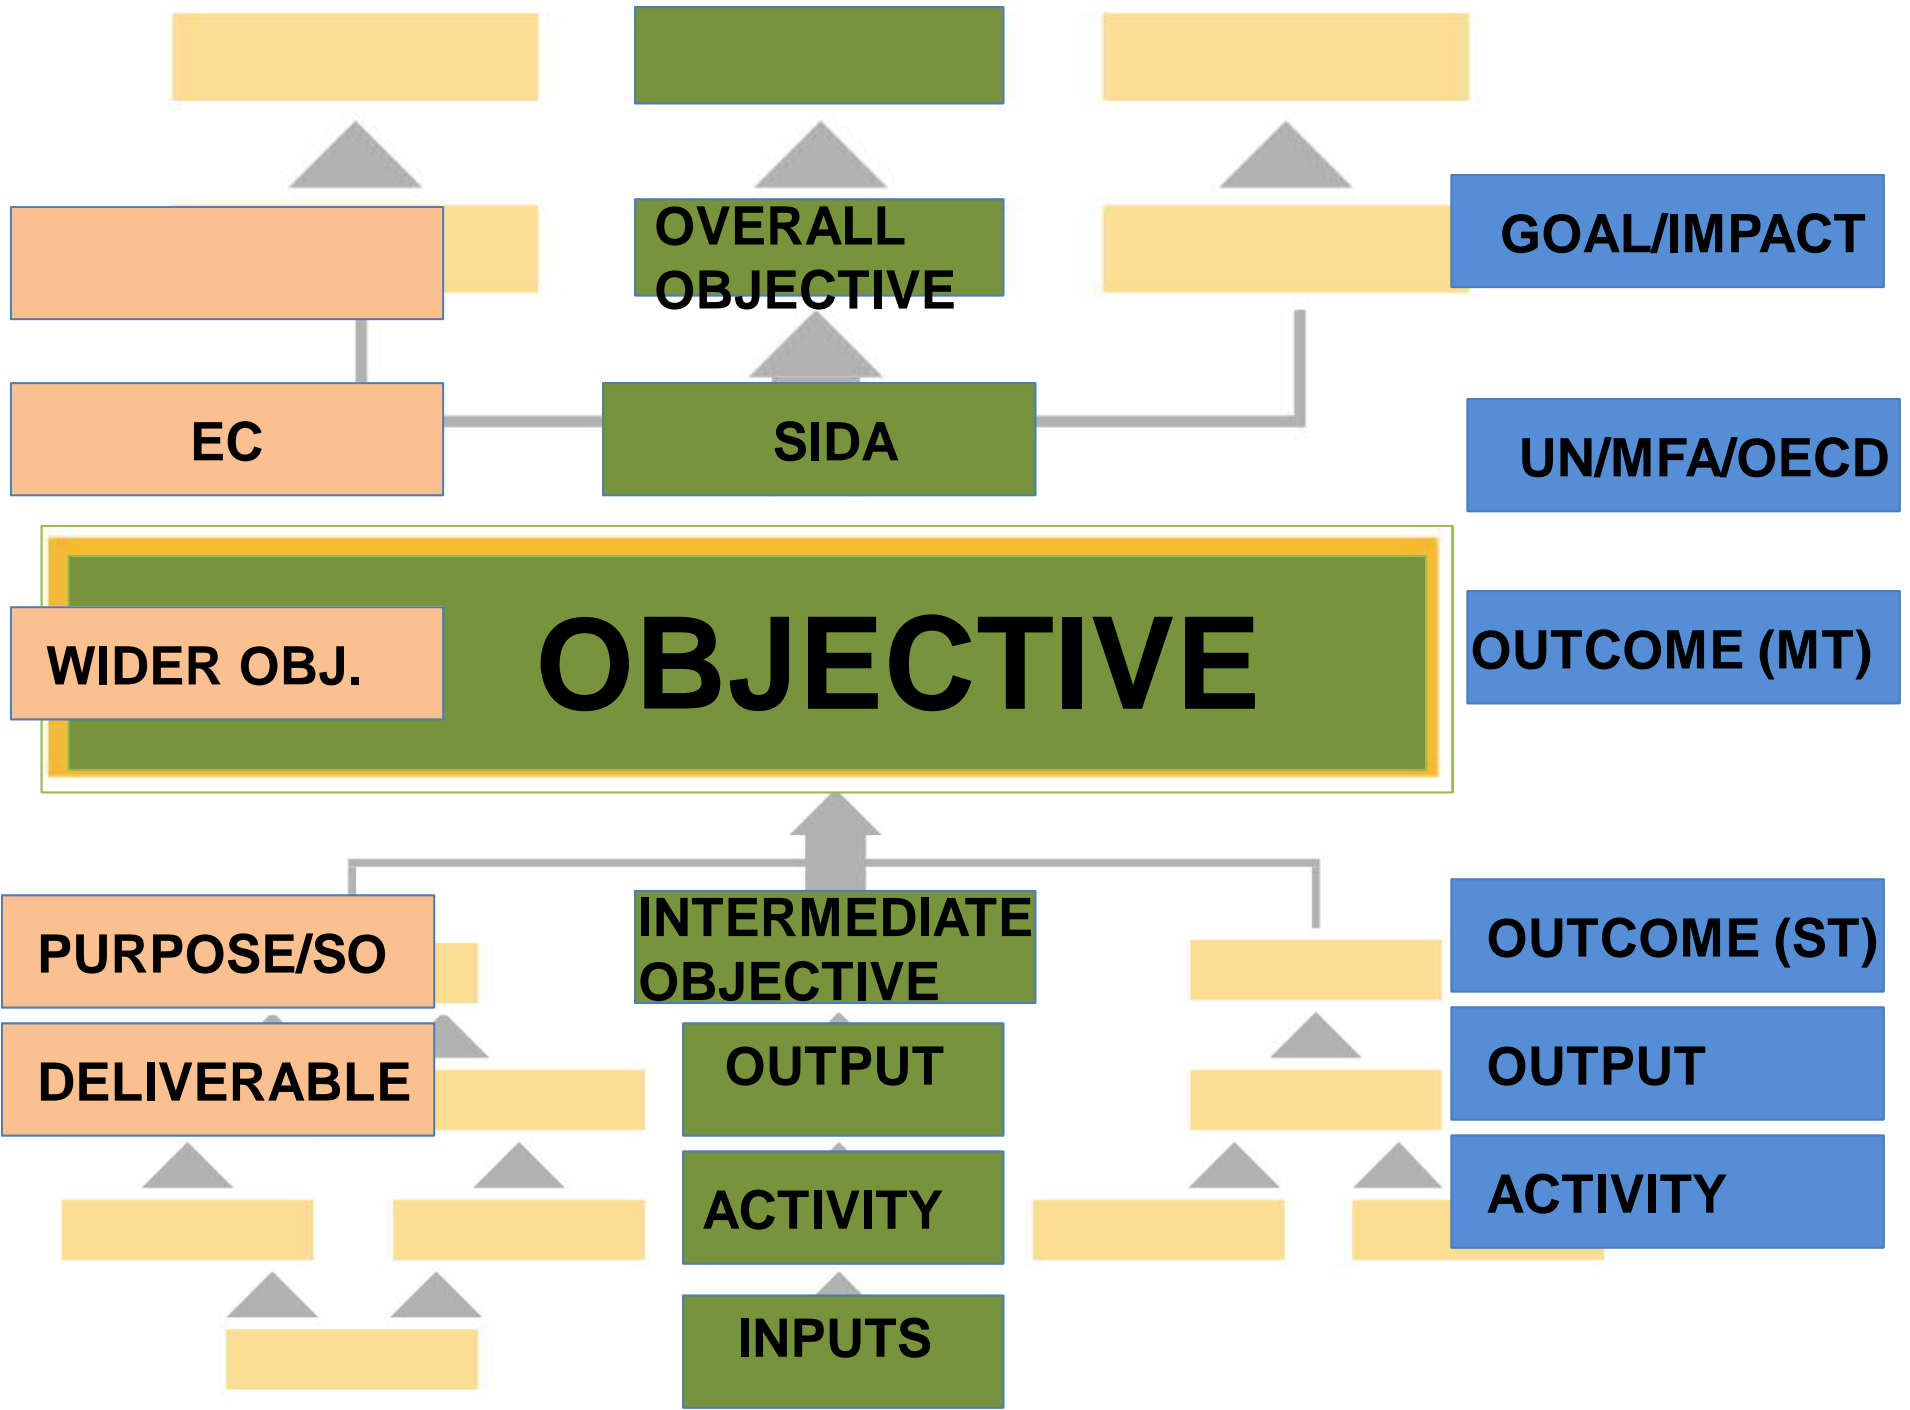 OVERALL
OBJECTIVE
GOAL/IMPACT
EC
SIDA
UN/MFA/OECD
WIDER OBJ.
OBJECTIVE
OUTCOME (MT)
PURPOSE/SO
INTERMEDIATE
OBJECTIVE
OUTCOME (ST)
DELIVERABLE
OUTPUT
OUTPUT
ACTIVITY
ACTIVITY
INPUTS